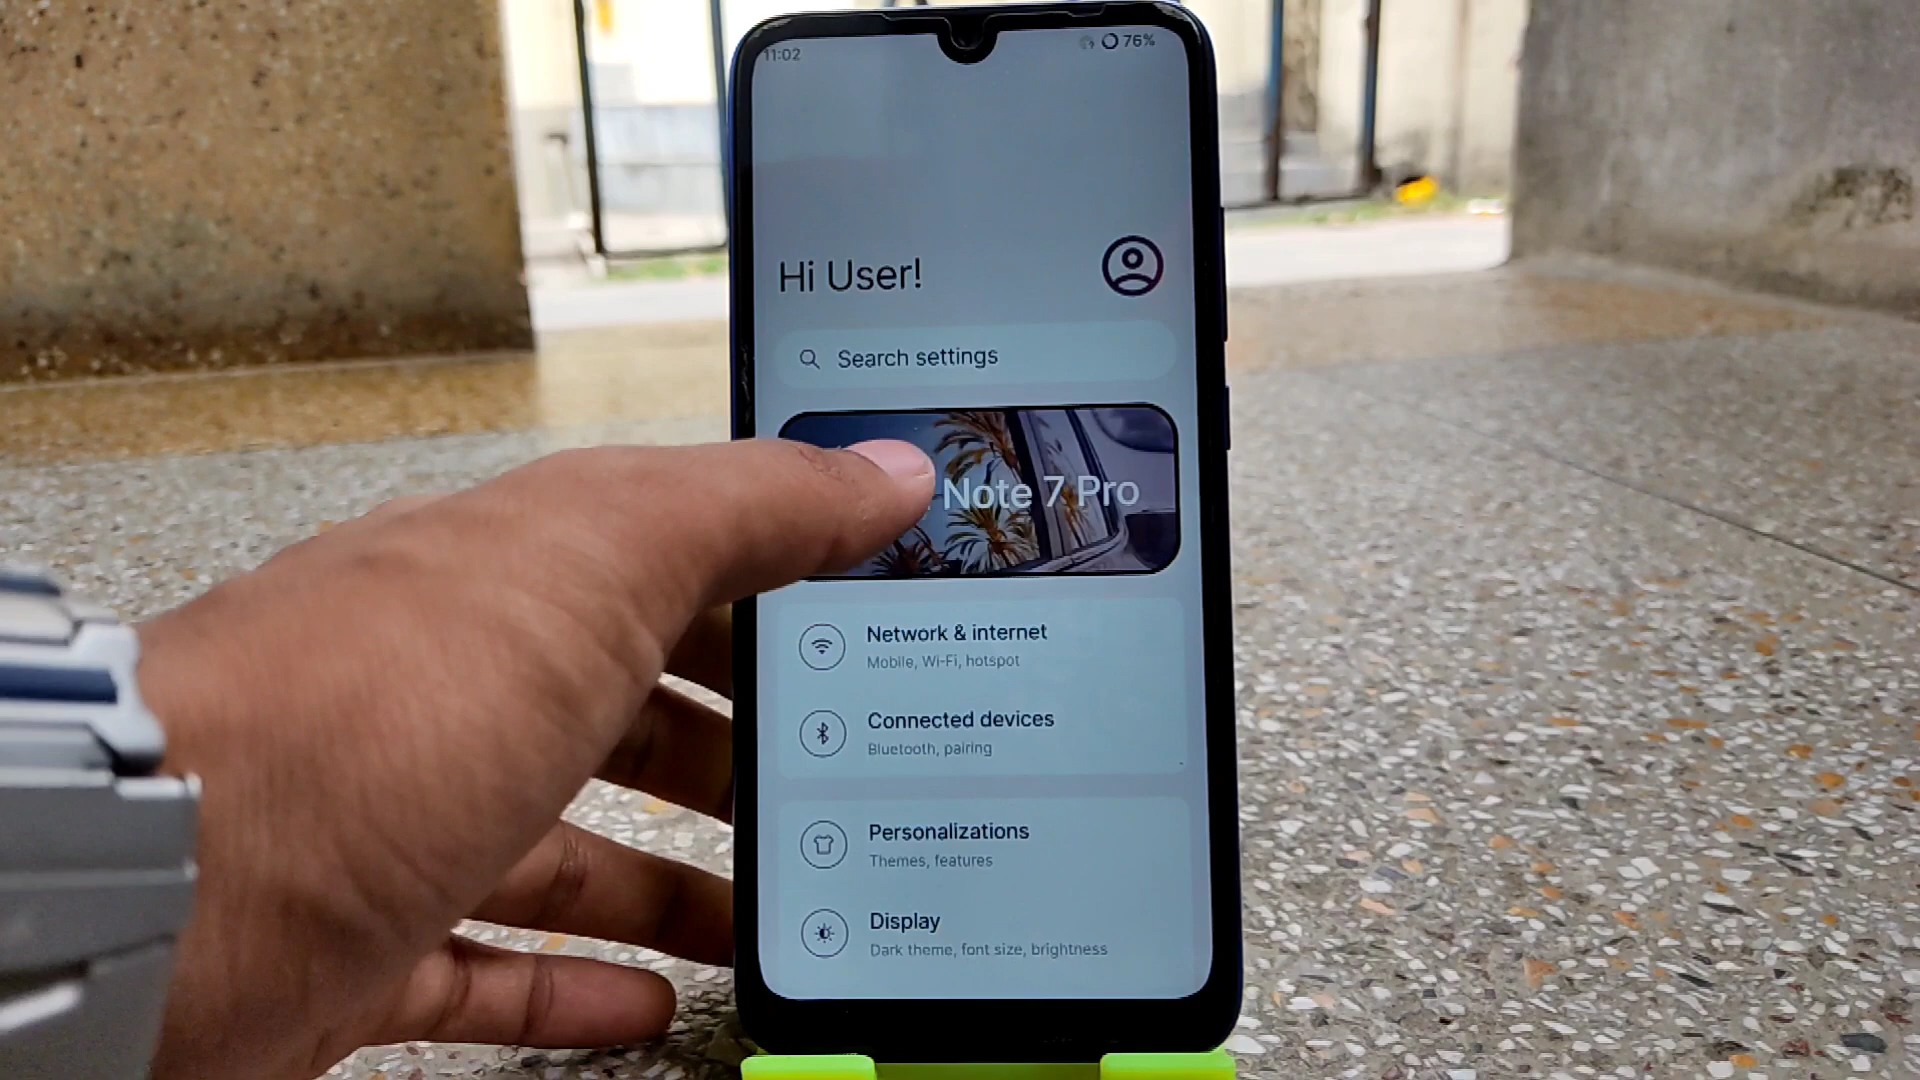 11:02
76%
Hi User!
Search settings
Note 7 Pro
Network & internet
Mobile, Wi-Fi, hotspot
Connected devices
Bluetooth, pairing
Personalizations
Themes, features
Display
Dark theme, font size, brightness